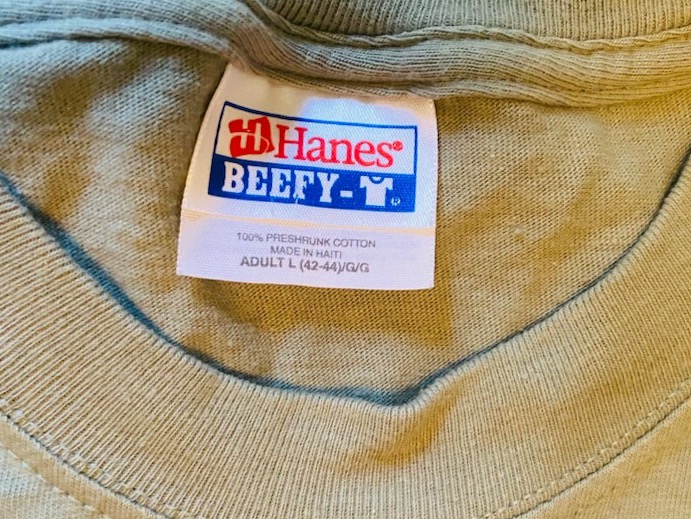 Hanes®
BEEFY-T®
100% PRESHRUNK COTTON
MADE IN HAITI
ADULT L (42-44)/G/G